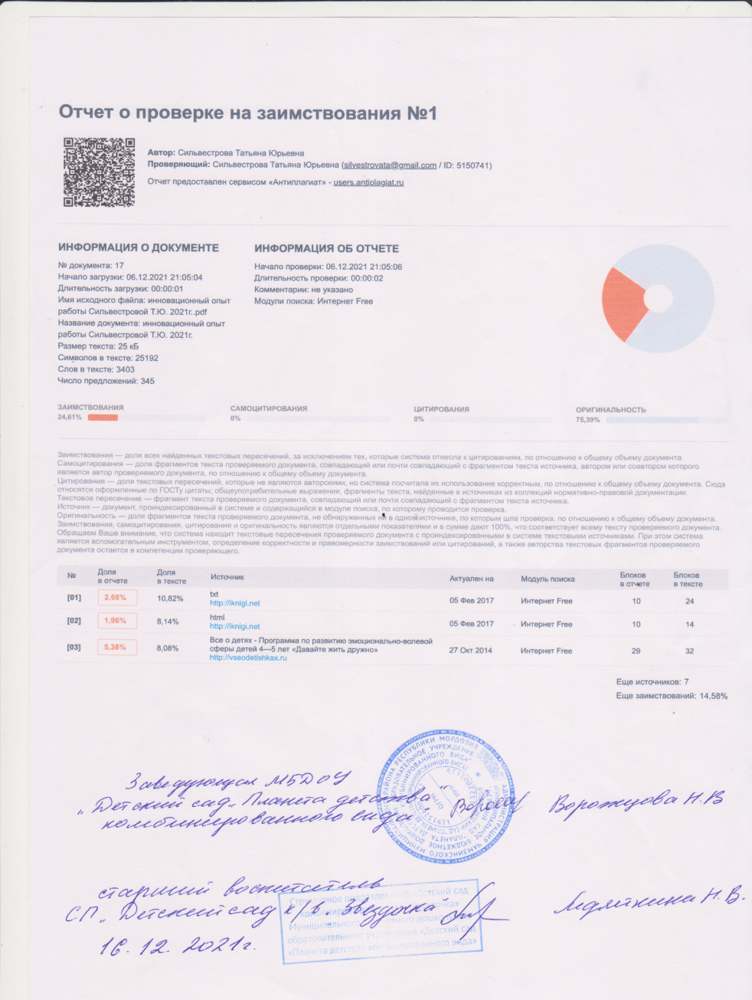 Отчет о проверке на заимствования №1
Автор: Сильвестрова Татьяна Юрьевна
Проверяющий: Сильвестрова Татьяна Юрьевна (silvestrovata@gmail.com / ID: 5150741)
Отчет предоставлен сервисом «Антиплагиат» - users.antiplagiat.ru
ИНФОРМАЦИЯ О ДОКУМЕНТЕ
№ документа: 17
Начало загрузки: 06.12.2021 21:05:04
Длительность загрузки: 00:00:01
Имя исходного файла: инновационный опыт
работы Сильвестровой Т.Ю. 2021г..pdf
Название документа: инновационный опыт
работы Сильвестровой Т.Ю. 2021г.
Размер текста: 25 кБ
Символов в тексте: 25192
Слов в тексте: 3403
Число предложений: 345
ИНФОРМАЦИЯ ОБ ОТЧЕТЕ
Начало проверки: 06.12.2021 21:05:06
Длительность проверки: 00:00:02
Комментарии: не указано
Модули поиска: Интернет Free
ЗАИМСТВОВАНИЯ
24,61%
САМОЦИТИРОВАНИЯ
0%
ЦИТИРОВАНИЯ
0%
ОРИГИНАЛЬНОСТЬ
75,39%
Заимствования — доля всех найденных текстовых пересечений, за исключением тех, которые система отнесла к цитированиям, по отношению к общему объему документа.
Самоцитирования — доля фрагментов текста проверяемого документа, совпадающий или почти совпадающий с фрагментом текста источника, автором или соавтором которого
является автор проверяемого документа, по отношению к общему объему документа.
Цитирования — доля текстовых пересечений, которые не являются авторскими, но система посчитала их использование корректным, по отношению к общему объему документа. Сюда
относятся оформленные по ГОСТу цитаты; общеупотребительные выражения; фрагменты текста, найденные в источниках из коллекций нормативно-правовой документации.
Текстовое пересечение — фрагмент текста проверяемого документа, совпадающий или почти совпадающий с фрагментом текста источника.
Источник — документ, проиндексированный в системе и содержащийся в модуле поиска, по которому проводится проверка.
Оригинальность — доля фрагментов текста проверяемого документа, не обнаруженных ни в одном источнике, по которым шла проверка, по отношению к общему объему документа.
Заимствования, самоцитирования, цитирования и оригинальность являются отдельными показателями и в сумме дают 100%, что соответствует всему тексту проверяемого документа.
Обращаем Ваше внимание, что система находит текстовые пересечения проверяемого документа с проиндексированными в системе текстовыми источниками. При этом система
является вспомогательным инструментом, определение корректности и правомерности заимствований или цитирований, а также авторства текстовых фрагментов проверяемого
документа остается в компетенции проверяющего.
№ Доля в отчете Доля в тексте Источник Актуален на Модуль поиска Блоков в отчете Блоков в тексте
[01] 2,68% 10,82% txt 05 Фев 2017 Интернет Free 10 24
http://iknigi.net
[02] 1,96% 8,14% html 05 Фев 2017 Интернет Free 10 14
http://iknigi.net
[03] 5,38% 8,08% Все о детях - Программа по развитию эмоционально-волевой
сферы детей 4—5 лет «Давайте жить дружно» 27 Окт 2014 Интернет Free 29 32
http://vseodetishkax.ru
Еще источников: 7
Еще заимствований: 14,58%
Заведующая МБДОУ
„Детский сад „Планета детства"
комбинированного вида" Ворожцова Н.В
старший воспитатель
СП „Детский сад к/в „Звездочка"
16.12.2021г.
Структурное подразделение «Детский сад
комбинированного
Муниципального бюджетного дошкольного
образовательного учреждения «Детский сад
«Планета детства» комбинированного вида»